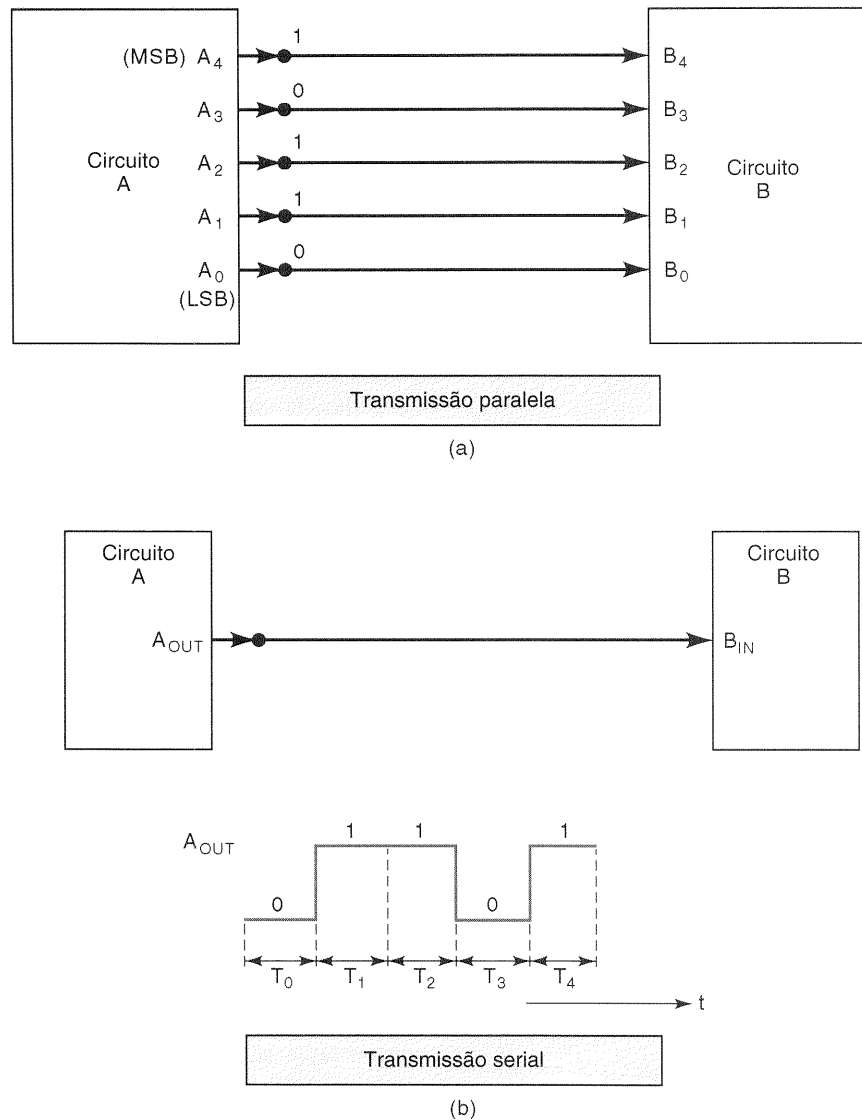 1
(MSB) A4 B4
0
A3 B3
1
Circuito
A
A2 B2
Circuito
B
1
A1 B1
0
A0 B0
(LSB)
Transmissão paralela
(a)
Circuito
A
Circuito
B
AOUT BIN
AOUT 0 1 1 0 1
T0 T1 T2 T3 T4
t
Transmissão serial
(b)